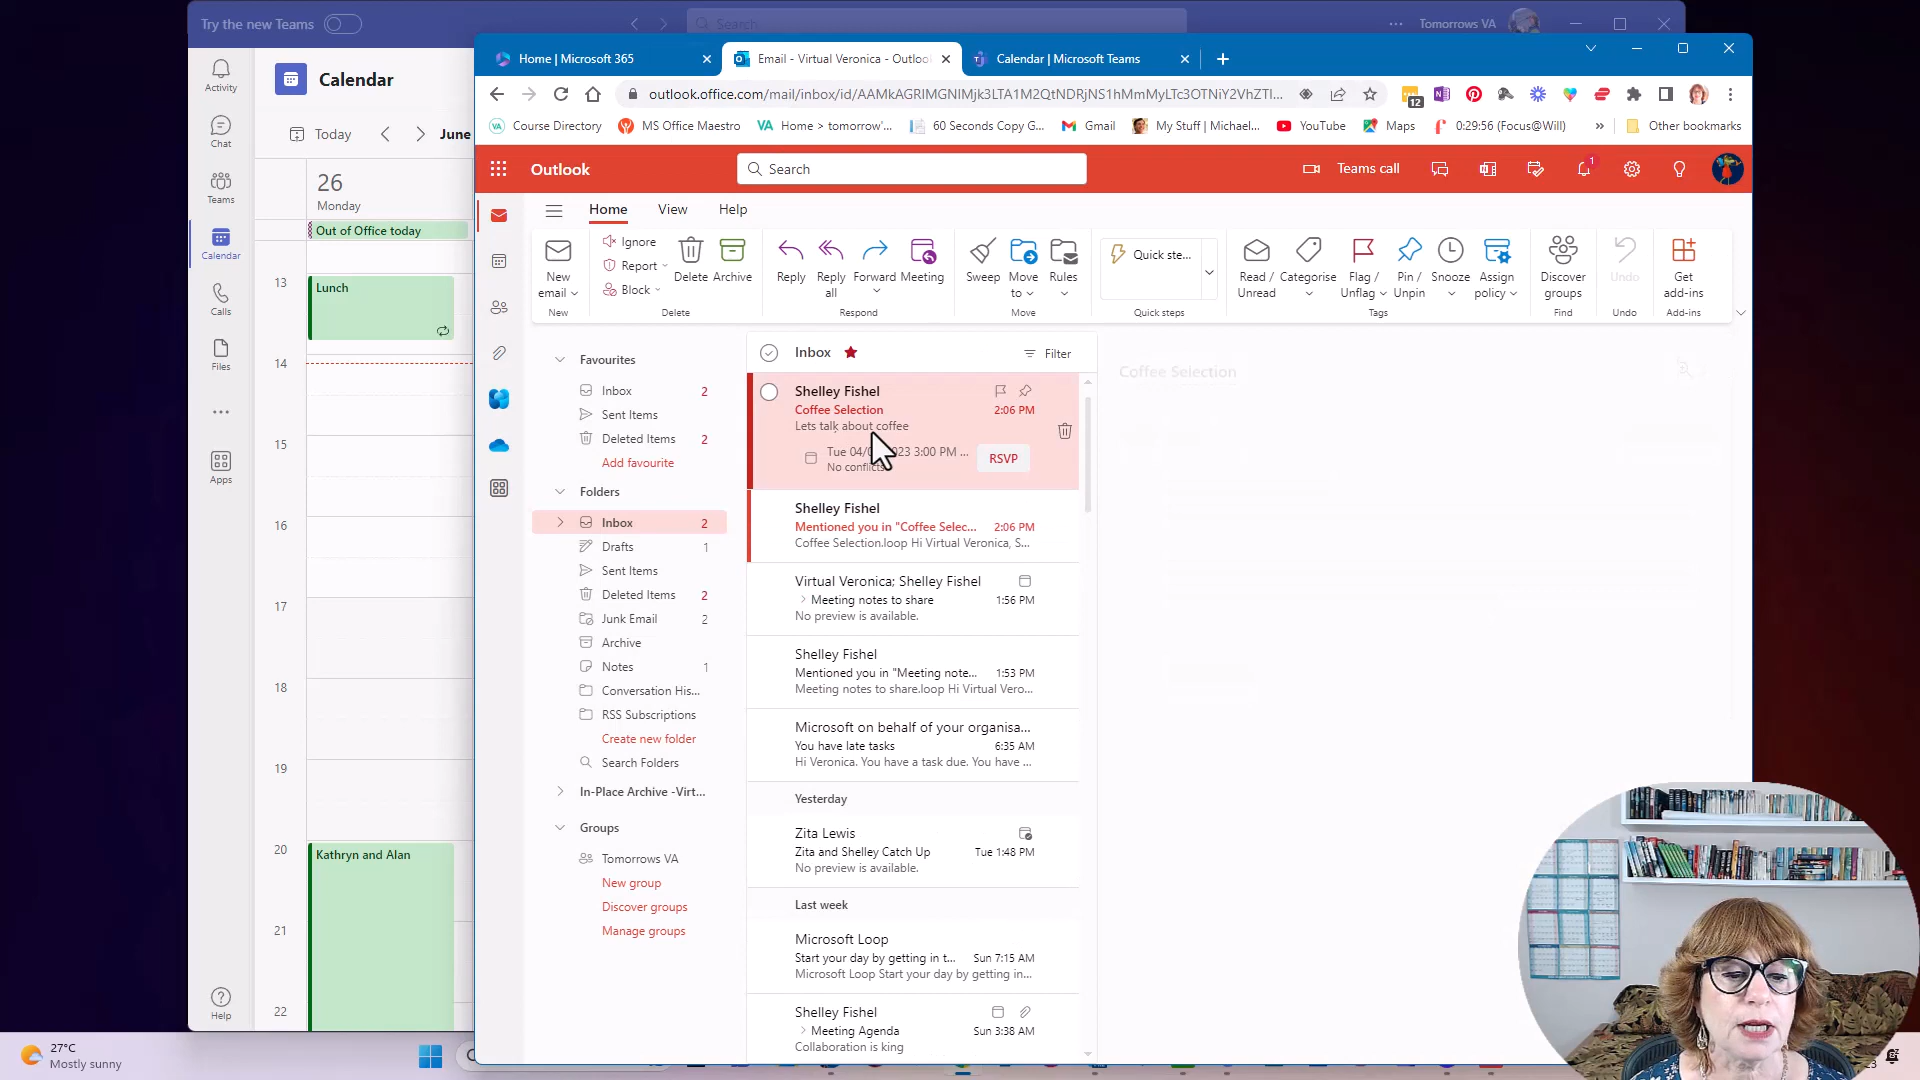 Try the new Teams
Search
Tomorrows VA
Activity
Chat
Teams
Calendar
Calls
Files
Apps
Help
Calendar
Today
June
26
Monday
Out of Office today
13
Lunch
14
15
16
17
18
19
20
Kathryn and Alan
21
22
Home | Microsoft 365
Email - Virtual Veronica - Outlook
Calendar | Microsoft Teams
outlook.office.com/mail/inbox/id/AAMkAGRIMGNIMjk3LTA1M2QtNDRjNS1hMmMyLTc3OTNiY2VhZTI...
12
Course Directory
MS Office Maestro
VA Home > tomorrow'...
60 Seconds Copy G...
Gmail
My Stuff | Michael...
YouTube
Maps
0:29:56 (Focus@Will)
»
Other bookmarks
Outlook
Search
Teams call
1
Home
View
Help
New email
Ignore
Report
Block
Delete
Archive
Reply
Reply all
Forward
Meeting
Sweep
Move to
Rules
Quick ste...
Read / Unread
Categorise
Flag / Unflag
Pin / Unpin
Snooze
Assign policy
Discover groups
Undo
Get add-ins
New
Delete
Respond
Move
Quick steps
Tags
Find
Undo
Add-ins
Favourites
Inbox 2
Sent Items
Deleted Items 2
Add favourite
Folders
Inbox 2
Drafts 1
Sent Items
Deleted Items 2
Junk Email 2
Archive
Notes 1
Conversation His...
RSS Subscriptions
Create new folder
Search Folders
In-Place Archive -Virt...
Groups
Tomorrows VA
New group
Discover groups
Manage groups
Inbox
Filter
Shelley Fishel
Coffee Selection 2:06 PM
Lets talk about coffee
Tue 04/ 23 3:00 PM ...
No conflicts
RSVP
Shelley Fishel
Mentioned you in "Coffee Selec... 2:06 PM
Coffee Selection.loop Hi Virtual Veronica, S...
Virtual Veronica; Shelley Fishel
Meeting notes to share 1:56 PM
No preview is available.
Shelley Fishel
Mentioned you in "Meeting note... 1:53 PM
Meeting notes to share.loop Hi Virtual Vero...
Microsoft on behalf of your organisa...
You have late tasks 6:35 AM
Hi Veronica. You have a task due. You have ...
Yesterday
Zita Lewis
Zita and Shelley Catch Up Tue 1:48 PM
No preview is available.
Last week
Microsoft Loop
Start your day by getting in t... Sun 7:15 AM
Microsoft Loop Start your day by getting in...
Shelley Fishel
Meeting Agenda Sun 3:38 AM
Collaboration is king
Coffee Selection
27°C
Mostly sunny